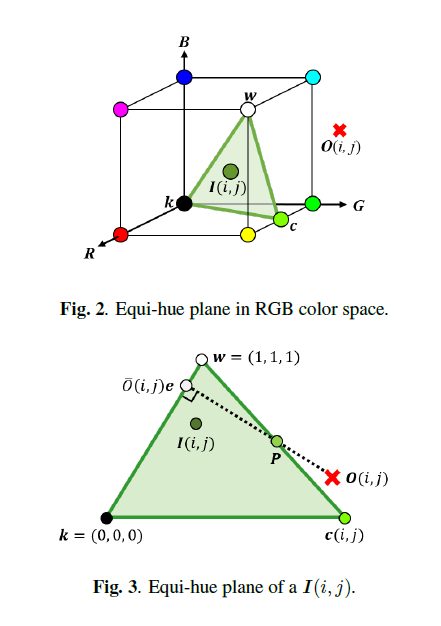 B
w
O(i, j)
I(i, j)
k
G
c
R
Fig. 2. Equi-hue plane in RGB color space.
w = (1, 1, 1)
Ō(i, j)e
I(i, j)
P
O(i, j)
k = (0, 0, 0)
c(i, j)
Fig. 3. Equi-hue plane of a I(i, j).